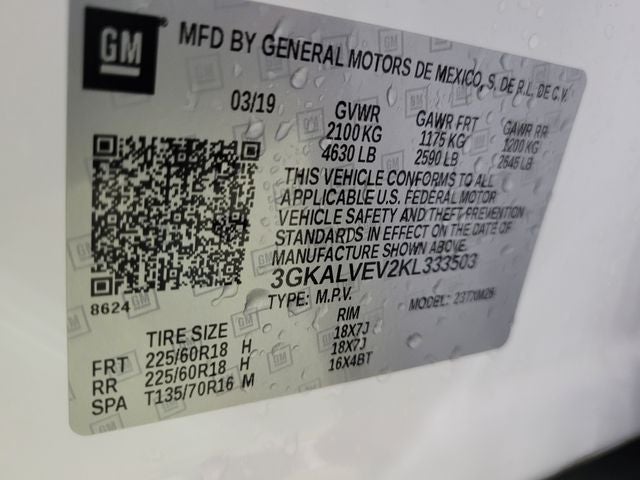 GM MFD BY GENERAL MOTORS DE MEXICO, S. DE R.L. DE C.V.
03/19 GVWR GAWR FRT GAWR RR
2100 KG 1175 KG 1200 KG
4630 LB 2590 LB 2645 LB
THIS VEHICLE CONFORMS TO ALL
APPLICABLE U.S. FEDERAL MOTOR
VEHICLE SAFETY AND THEFT PREVENTION
STANDARDS IN EFFECT ON THE DATE OF
MANUFACTURE SHOWN ABOVE.
3GKALVEV2KL333503
8624 TYPE: M.P.V. MODEL:
TIRE SIZE RIM
FRT 225/60R18 H 18X7J
RR 225/60R18 H 18X7J
SPA T135/70R16 M 16X4BT